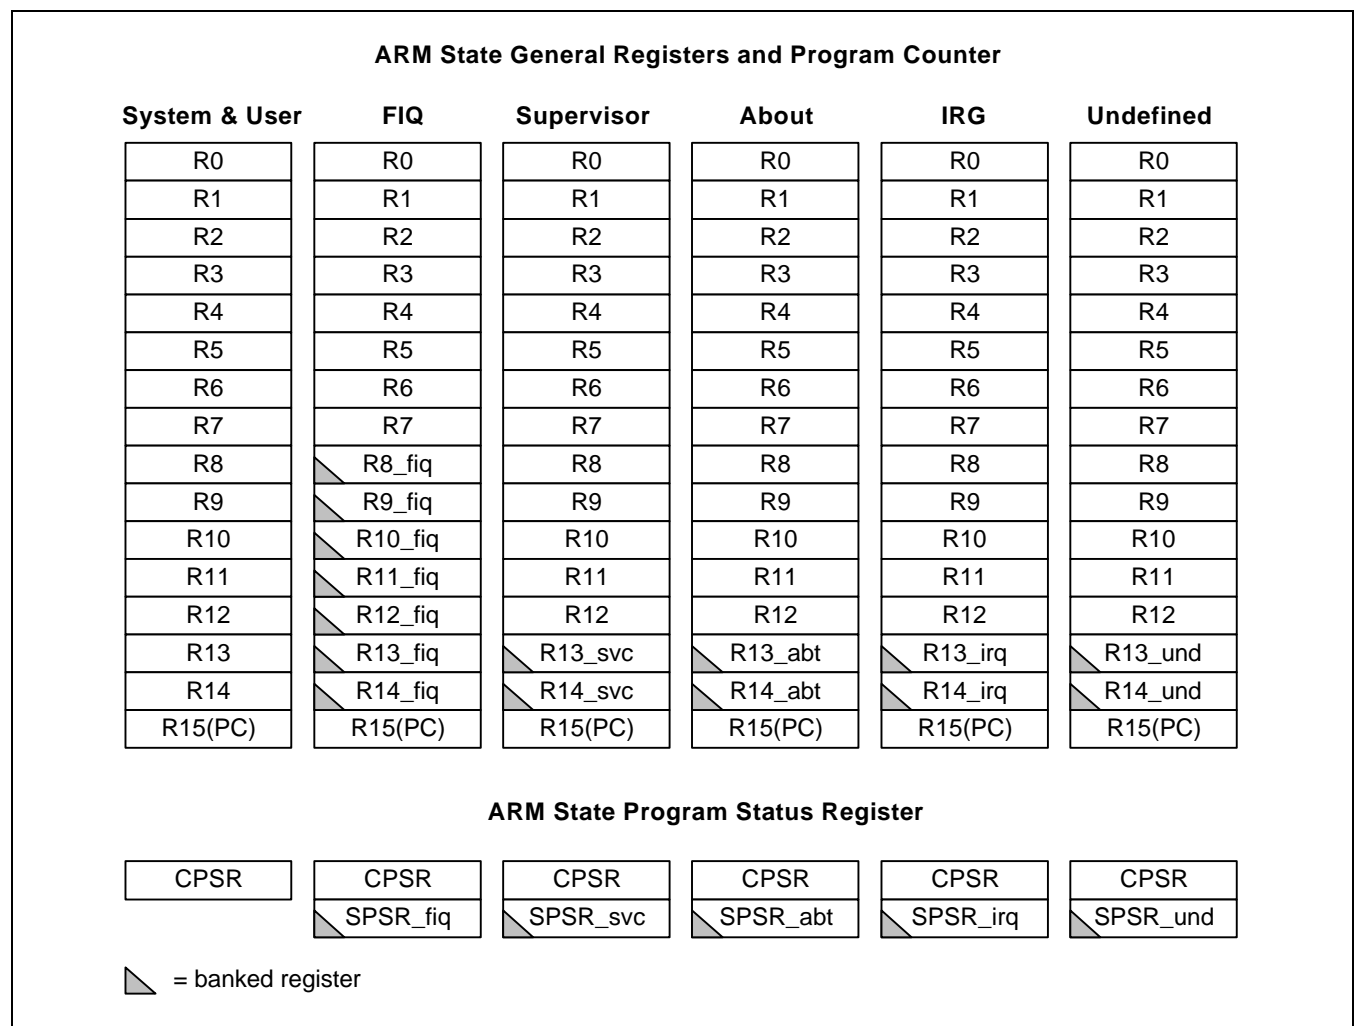 ARM State General Registers and Program Counter
System & User FIQ Supervisor About IRG Undefined
R0 R0 R0 R0 R0 R0
R1 R1 R1 R1 R1 R1
R2 R2 R2 R2 R2 R2
R3 R3 R3 R3 R3 R3
R4 R4 R4 R4 R4 R4
R5 R5 R5 R5 R5 R5
R6 R6 R6 R6 R6 R6
R7 R7 R7 R7 R7 R7
R8 R8_fiq R8 R8 R8 R8
R9 R9_fiq R9 R9 R9 R9
R10 R10_fiq R10 R10 R10 R10
R11 R11_fiq R11 R11 R11 R11
R12 R12_fiq R12 R12 R12 R12
R13 R13_fiq R13_svc R13_abt R13_irq R13_und
R14 R14_fiq R14_svc R14_abt R14_irq R14_und
R15(PC) R15(PC) R15(PC) R15(PC) R15(PC) R15(PC)
ARM State Program Status Register
CPSR CPSR CPSR CPSR CPSR CPSR
SPSR_fiq SPSR_svc SPSR_abt SPSR_irq SPSR_und
= banked register